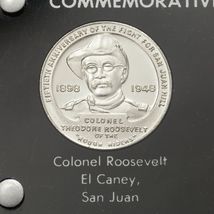 COMMEMORATIVE
FIFTIETH ANNIVERSARY OF THE FIGHT FOR SAN JUAN HILL
1898 1948
COLONEL
THEODORE ROOSEVELT
OF THE
"ROUGH RIDERS"
Colonel Roosevelt
El Caney,
San Juan